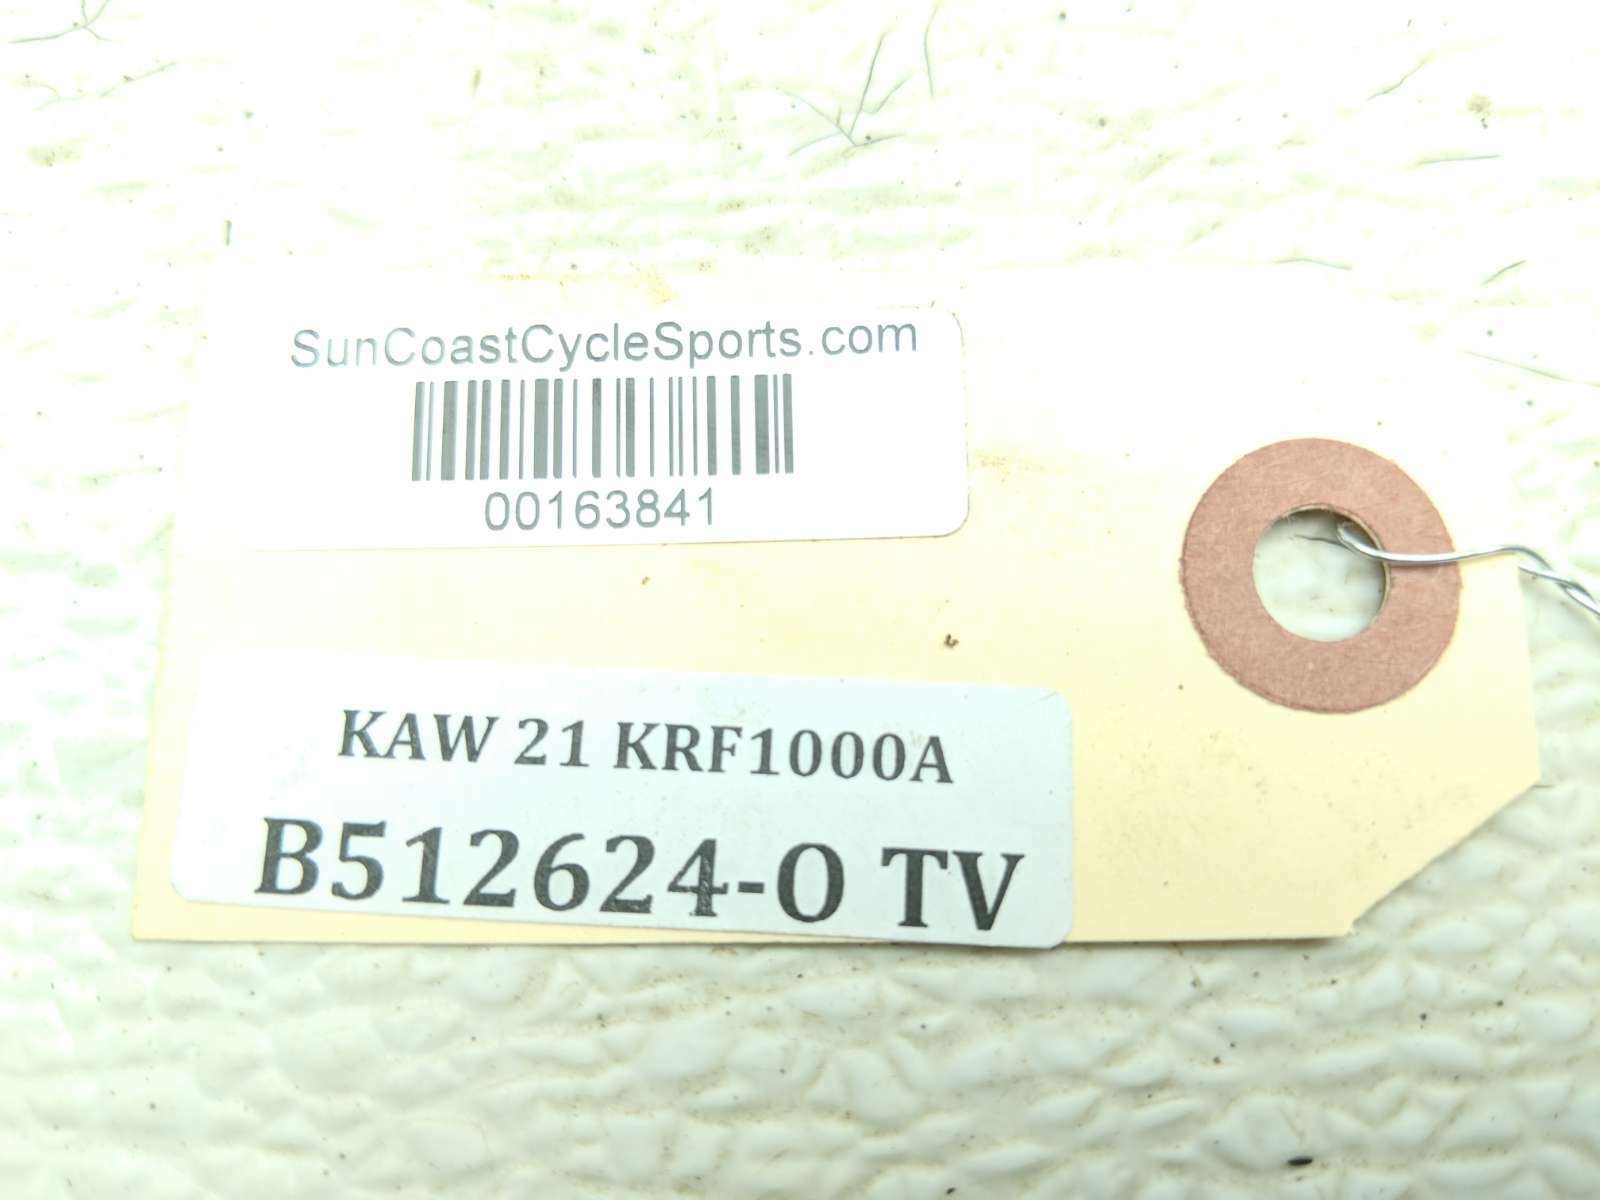 SunCoastCycleSports.com
00163841
KAW 21 KRF1000A
B512624-O TV